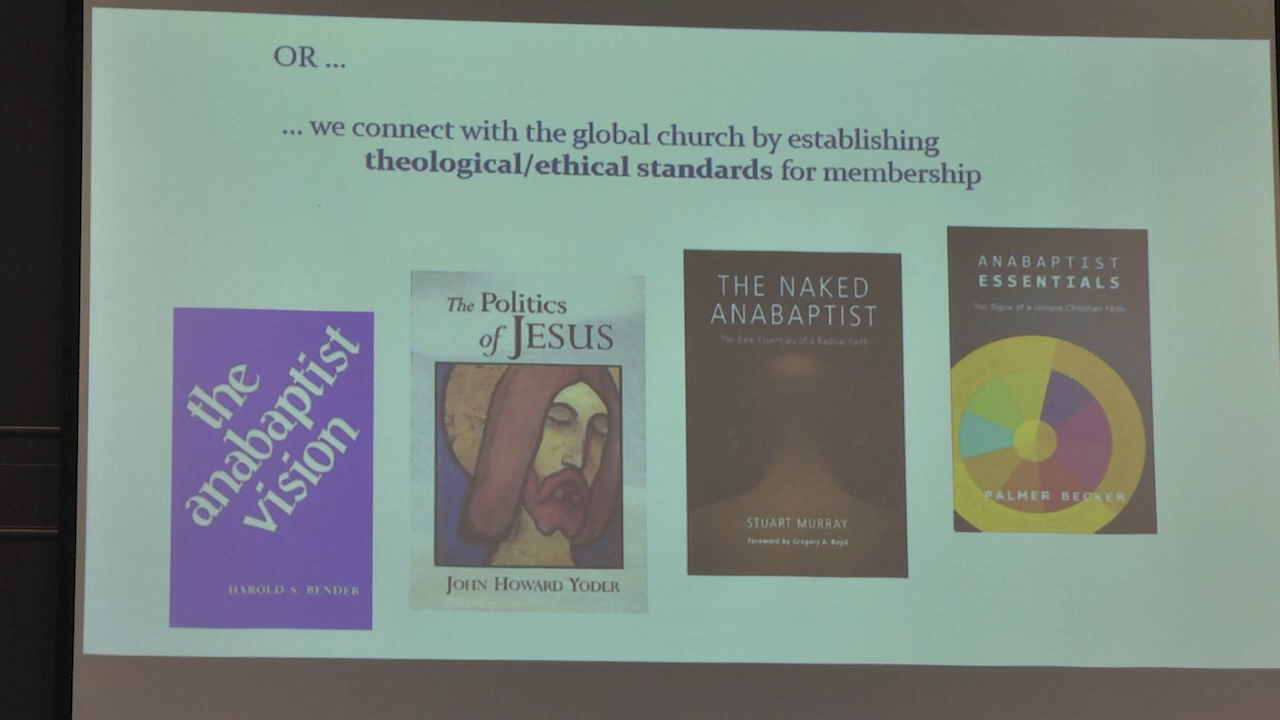 OR ...
... we connect with the global church by establishing
theological/ethical standards for membership
the
anabaptist
vision
HAROLD S. BENDER
The Politics
of JESUS
JOHN HOWARD YODER
THE NAKED
ANABAPTIST
The Bare Essentials of a Radical Faith
STUART MURRAY
Foreword by Gregory A. Boyd
ANABAPTIST
ESSENTIALS
Ten Signs of a Unique Christian Faith
PALMER BECKER